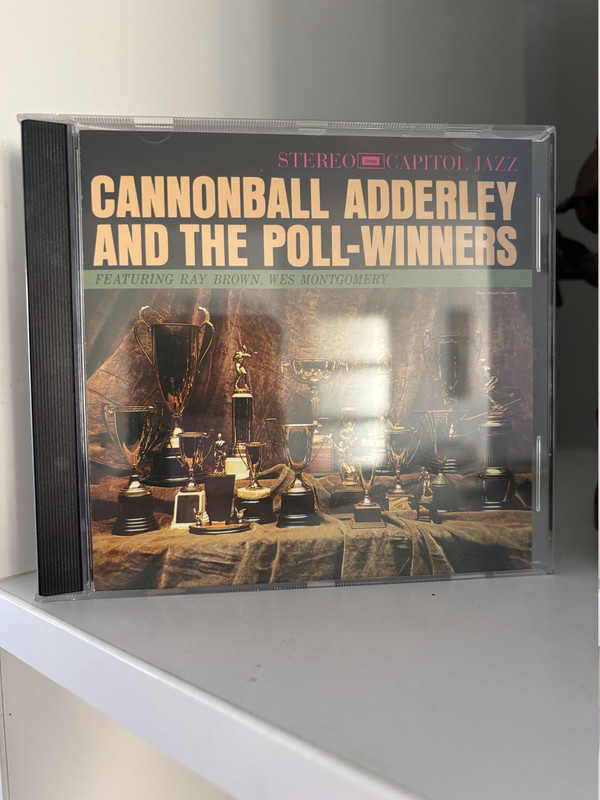 STEREO CAPITOL JAZZ
CANNONBALL ADDERLEY
AND THE POLL-WINNERS
FEATURING RAY BROWN, WES MONTGOMERY